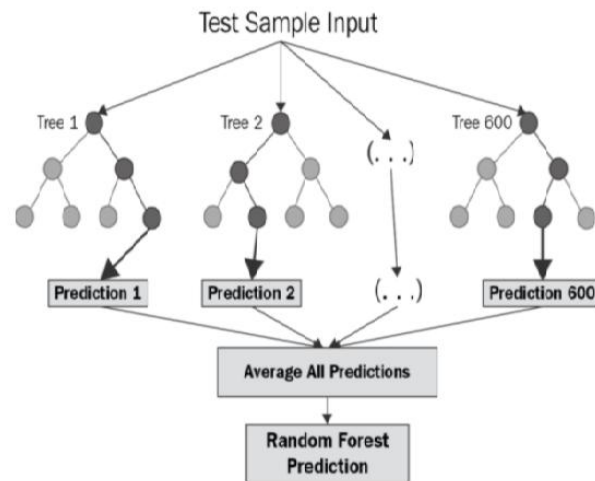 Test Sample Input
Tree 1
Tree 2
(. . .)
Tree 600
Prediction 1
Prediction 2
(. . .)
Prediction 600
Average All Predictions
Random Forest
Prediction